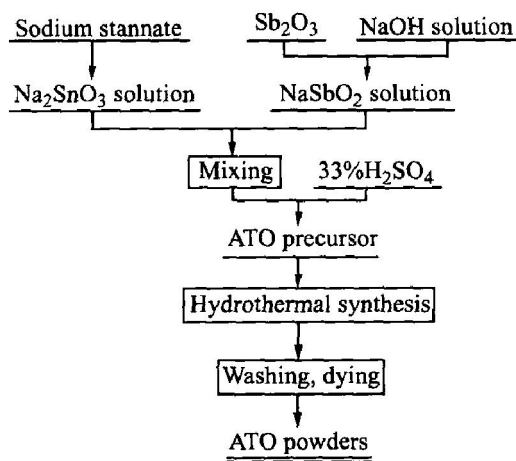 Sodium stannate
Sb₂O₃
NaOH solution
Na₂SnO₃ solution
NaSbO₂ solution
Mixing
33%H₂SO₄
ATO precursor
Hydrothermal synthesis
Washing, dying
ATO powders